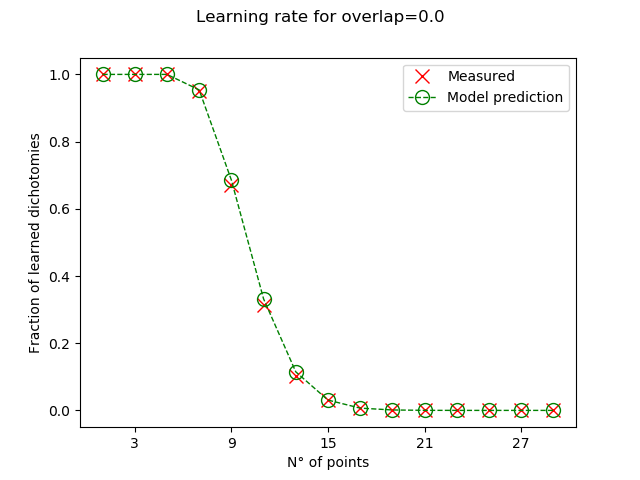 Learning rate for overlap=0.0
Measured
Model prediction
Fraction of learned dichotomies
1.0
0.8
0.6
0.4
0.2
0.0
3 9 15 21 27
N° of points